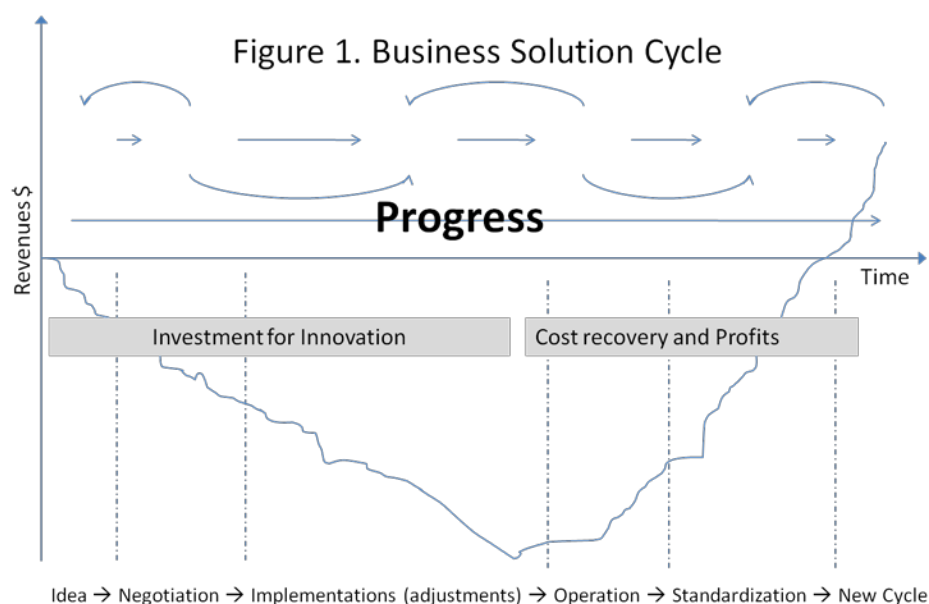 Figure 1. Business Solution Cycle
Revenues $
Progress
Time
Investment for Innovation
Cost recovery and Profits
Idea → Negotiation → Implementations (adjustments) → Operation → Standardization → New Cycle